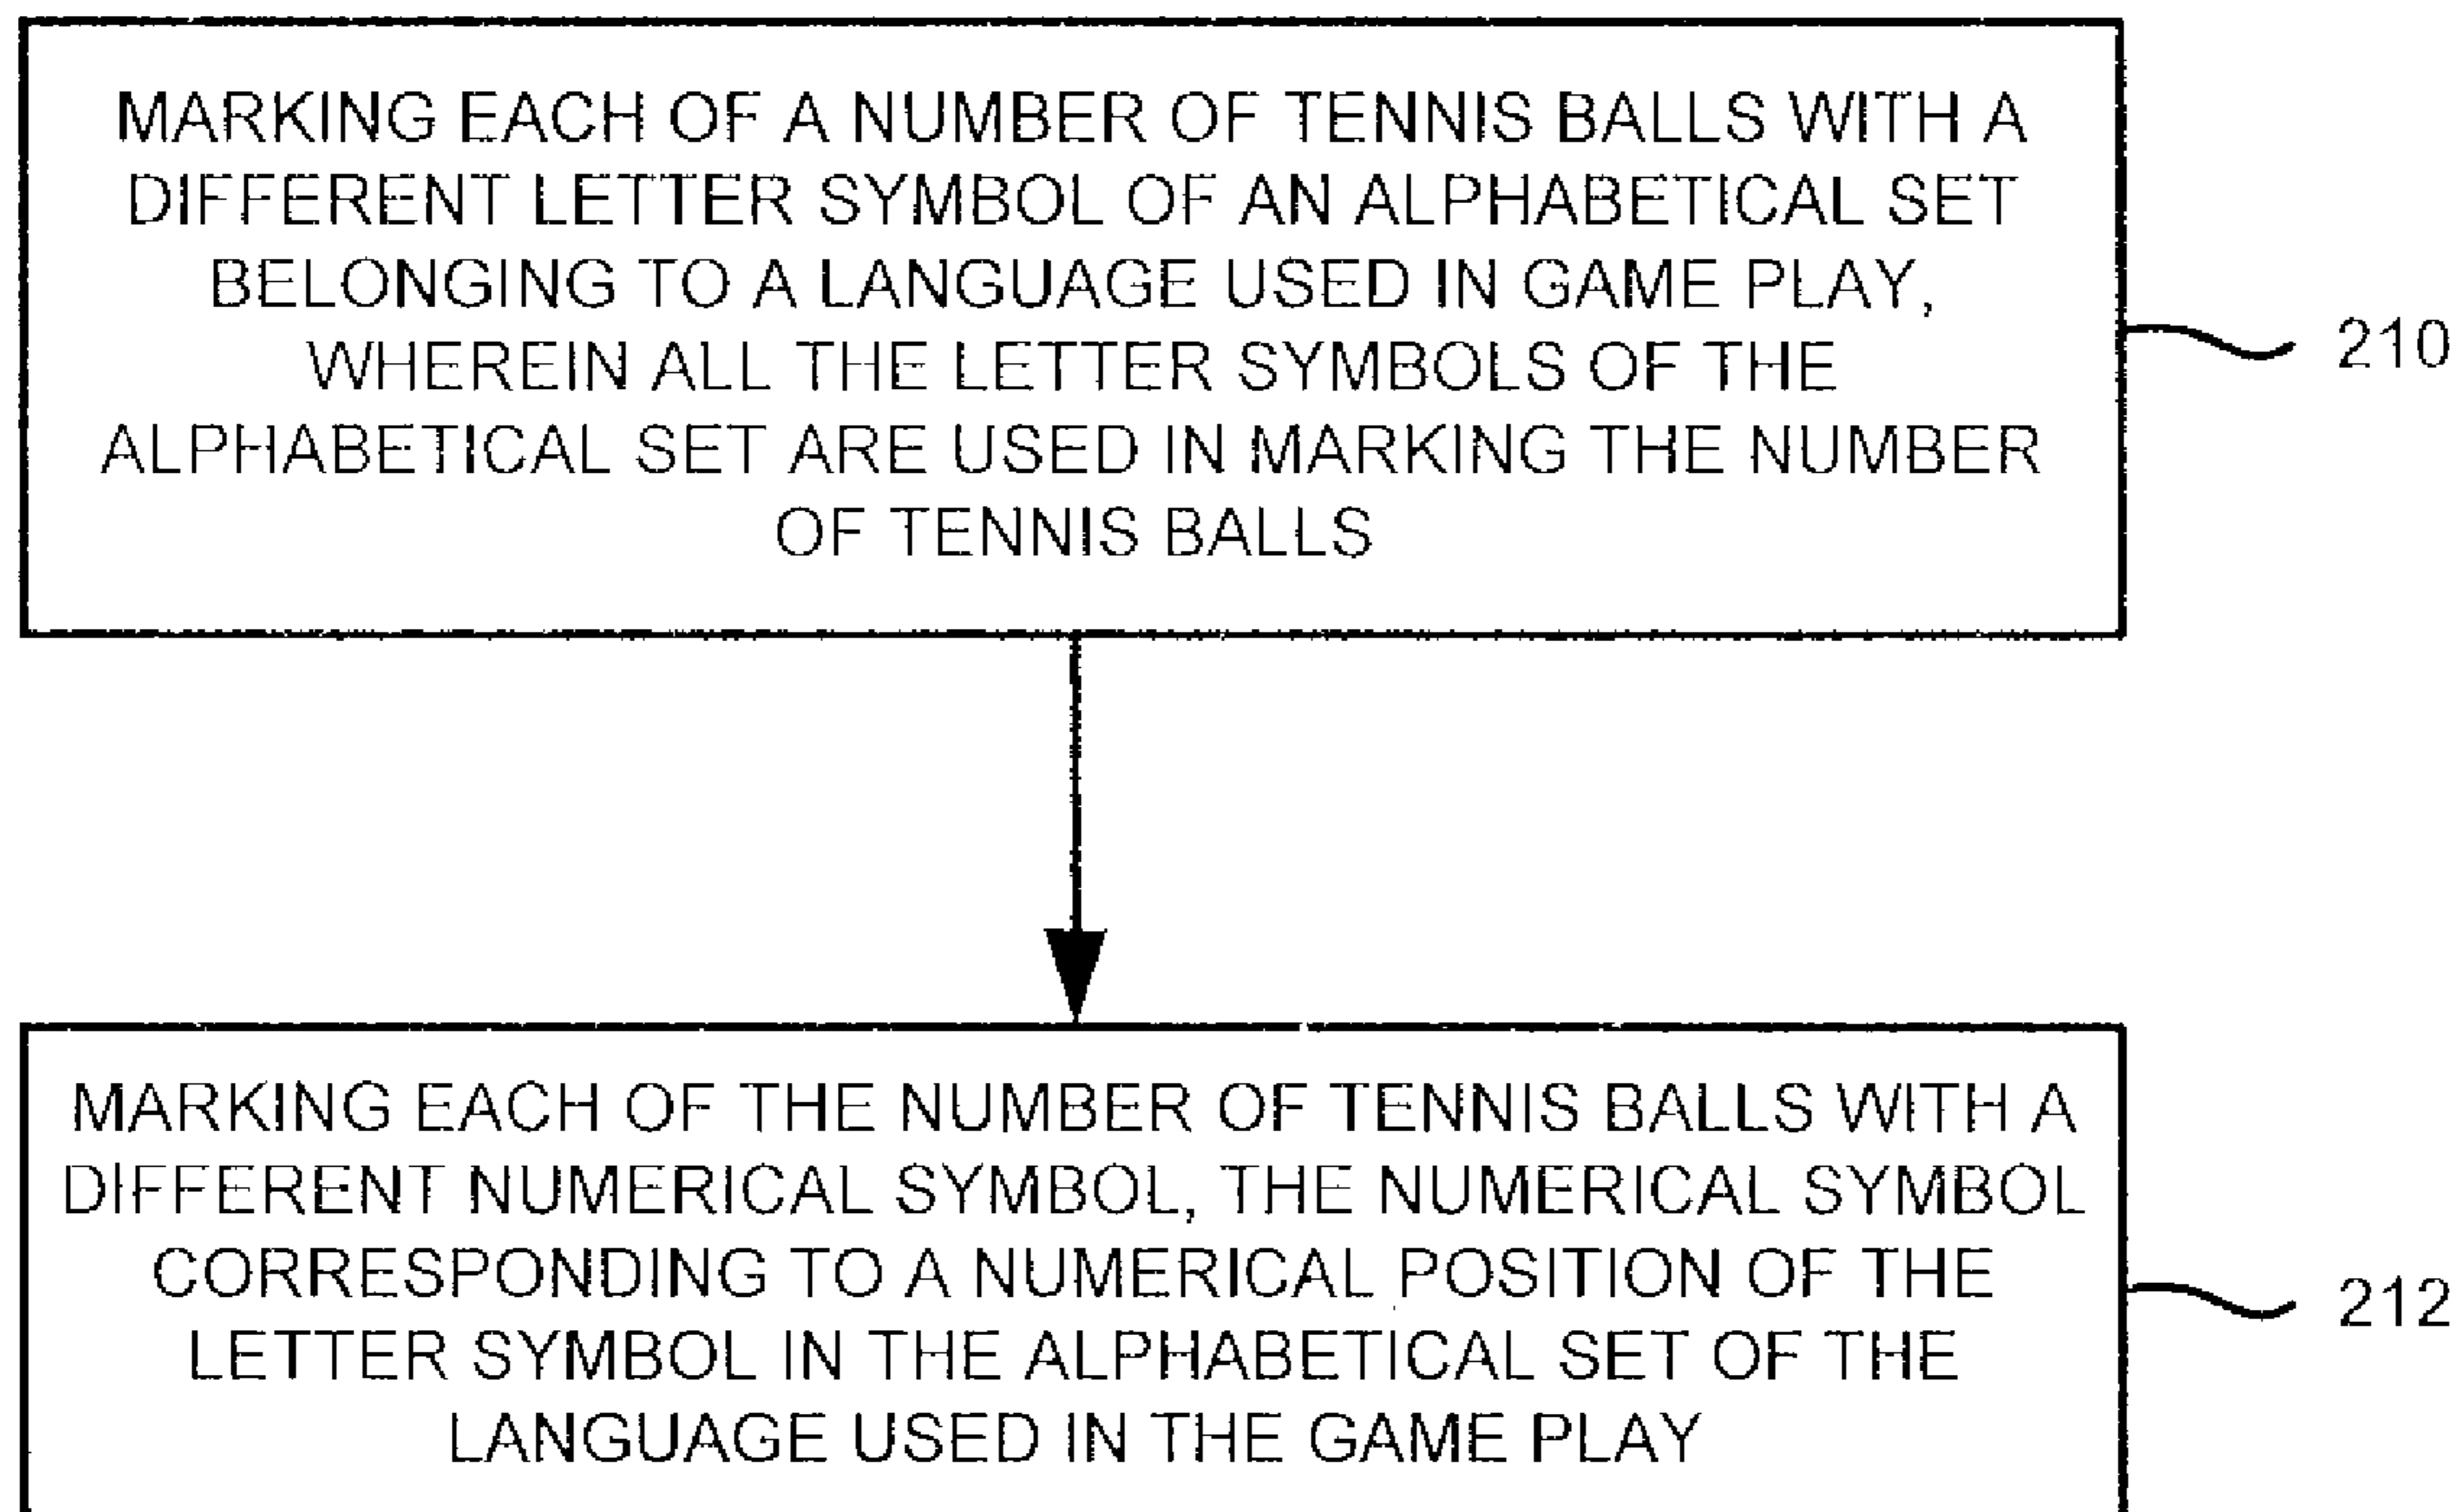 MARKING EACH OF A NUMBER OF TENNIS BALLS WITH A
DIFFERENT LETTER SYMBOL OF AN ALPHABETICAL SET
BELONGING TO A LANGUAGE USED IN GAME PLAY,
WHEREIN ALL THE LETTER SYMBOLS OF THE
ALPHABETICAL SET ARE USED IN MARKING THE NUMBER
OF TENNIS BALLS
210
MARKING EACH OF THE NUMBER OF TENNIS BALLS WITH A
DIFFERENT NUMERICAL SYMBOL, THE NUMERICAL SYMBOL
CORRESPONDING TO A NUMERICAL POSITION OF THE
LETTER SYMBOL IN THE ALPHABETICAL SET OF THE
LANGUAGE USED IN THE GAME PLAY
212